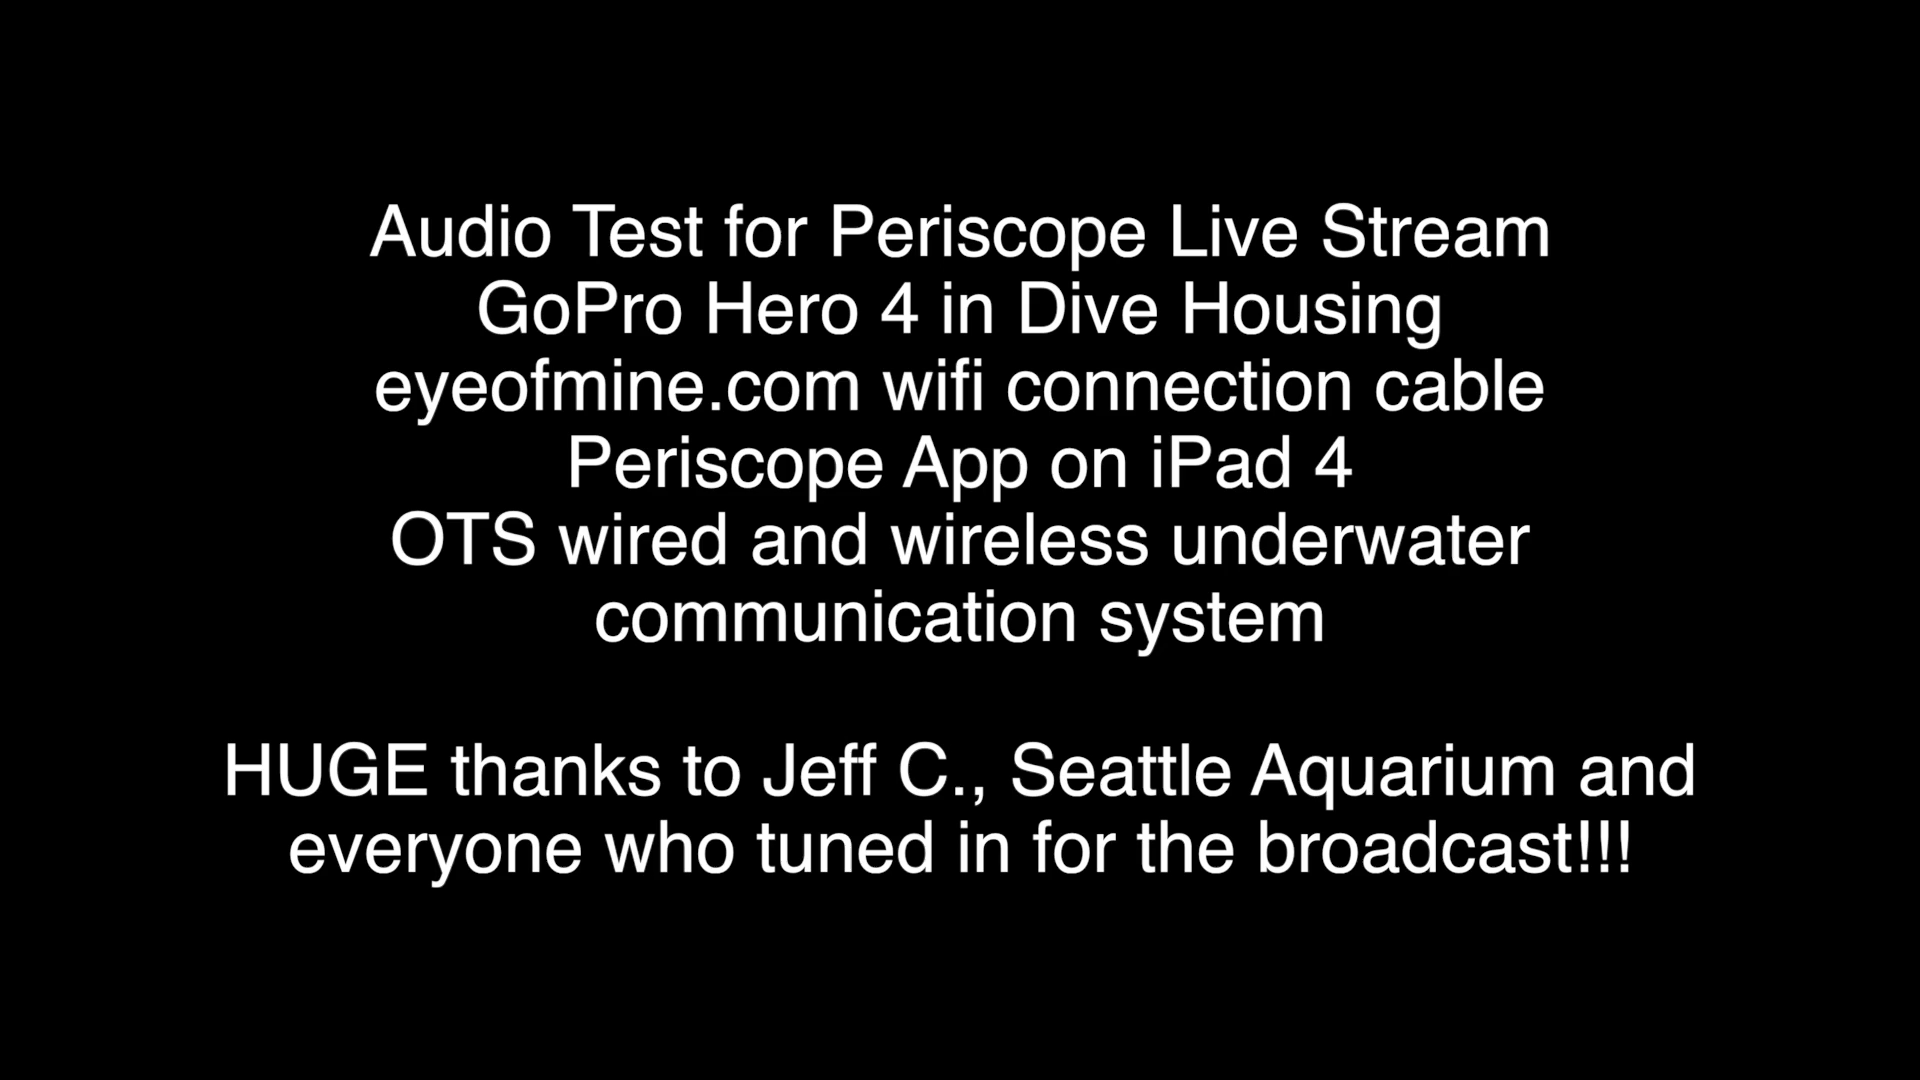 Audio Test for Periscope Live Stream
GoPro Hero 4 in Dive Housing
eyeofmine.com wifi connection cable
Periscope App on iPad 4
OTS wired and wireless underwater
communication system
HUGE thanks to Jeff C., Seattle Aquarium and
everyone who tuned in for the broadcast!!!